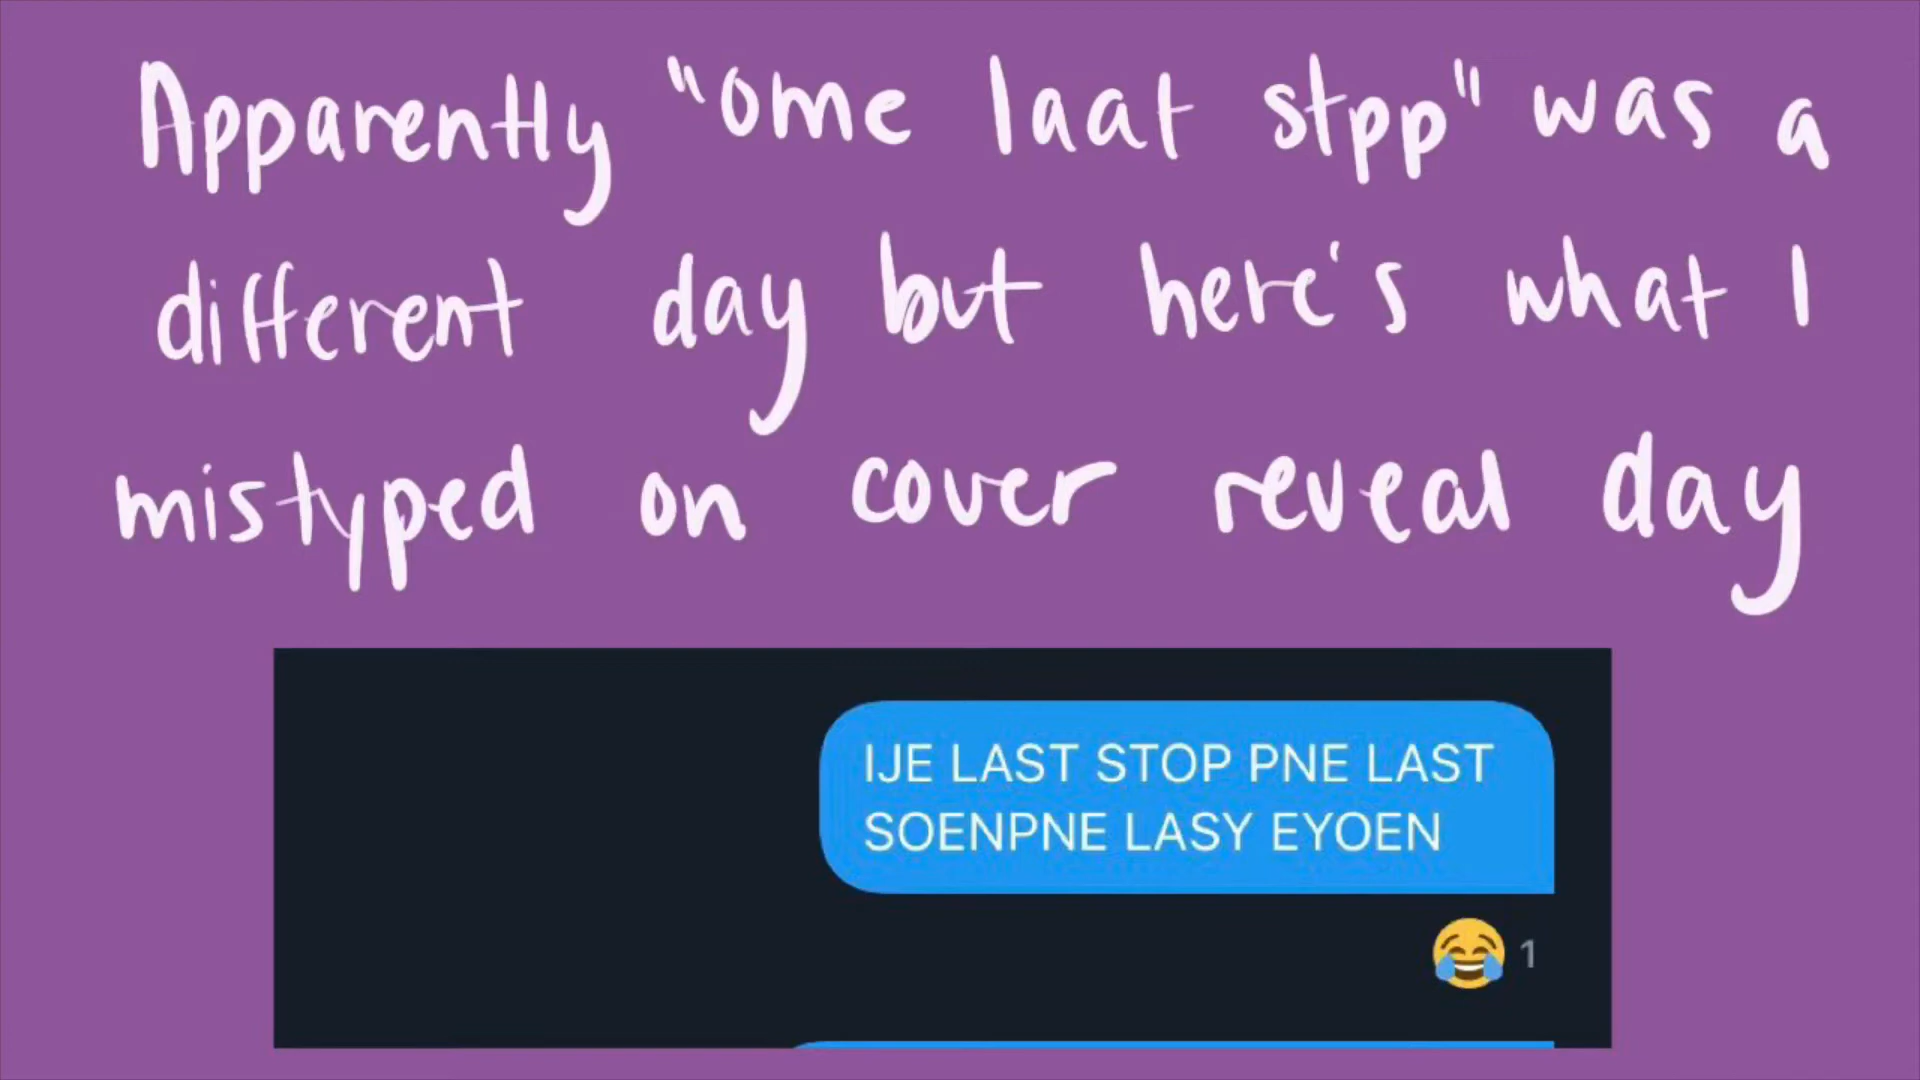 Apparently "ome laat stpp" was a
different day but here's what I
mistyped on cover reveal day
IJE LAST STOP PNE LAST
SOENPNE LASY EYOEN
1